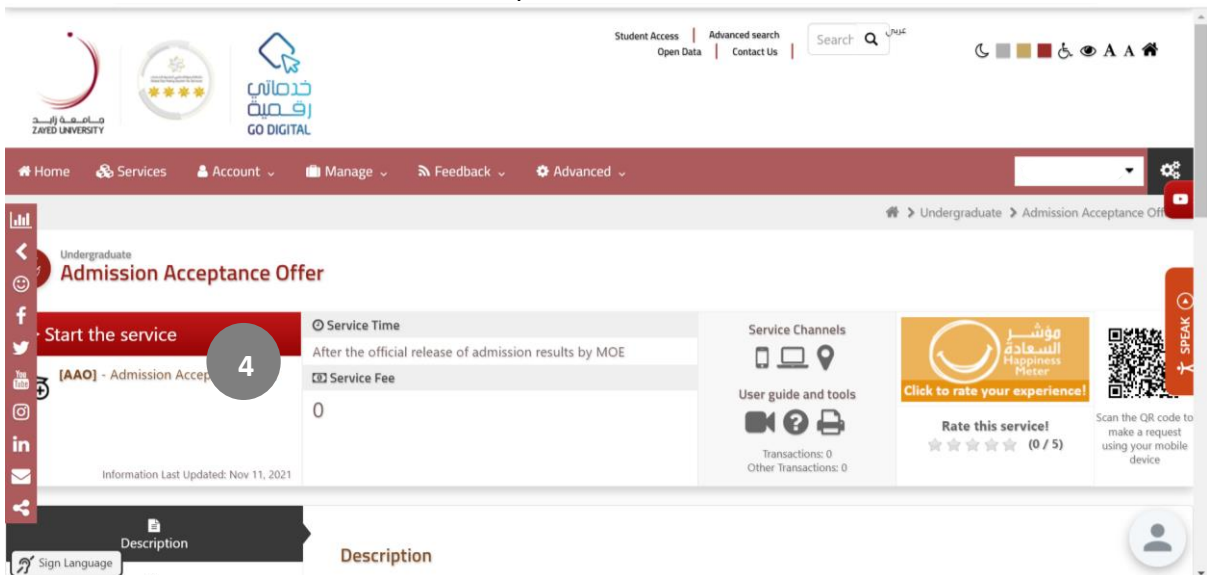 Student Access | Advanced search
Open Data | Contact Us |
Search
عربي
A A
جــامــعــة زايــد
ZAYED UNIVERSITY
خدماتي
رقمية
GO DIGITAL
Home
Services
Account
Manage
Feedback
Advanced
Undergraduate
Admission Acceptance Off
Undergraduate
Admission Acceptance Offer
Start the service
4
[AAO] - Admission Accep
Information Last Updated: Nov 11, 2021
Service Time
After the official release of admission results by MOE
Service Fee
0
Service Channels
User guide and tools
Transactions: 0
Other Transactions: 0
مؤشر
السعادة
Happiness
Meter
Click to rate your experience!
Rate this service!
(0 / 5)
Scan the QR code to
make a request
using your mobile
device
SPEAK
f
You
Tube
in
Description
Sign Language
Description